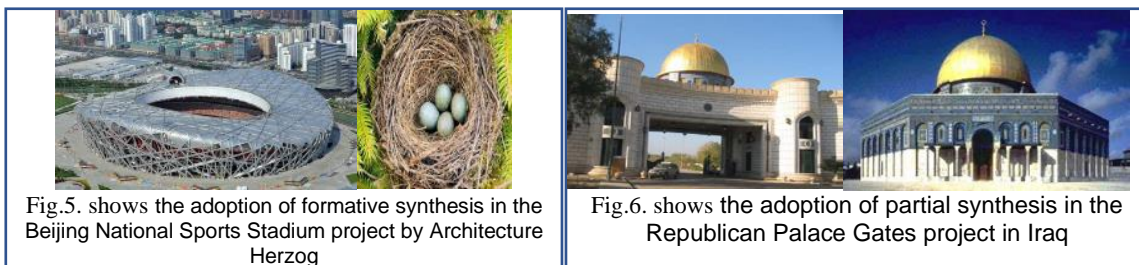 Fig.5. shows the adoption of formative synthesis in the
Beijing National Sports Stadium project by Architecture
Herzog
Fig.6. shows the adoption of partial synthesis in the
Republican Palace Gates project in Iraq